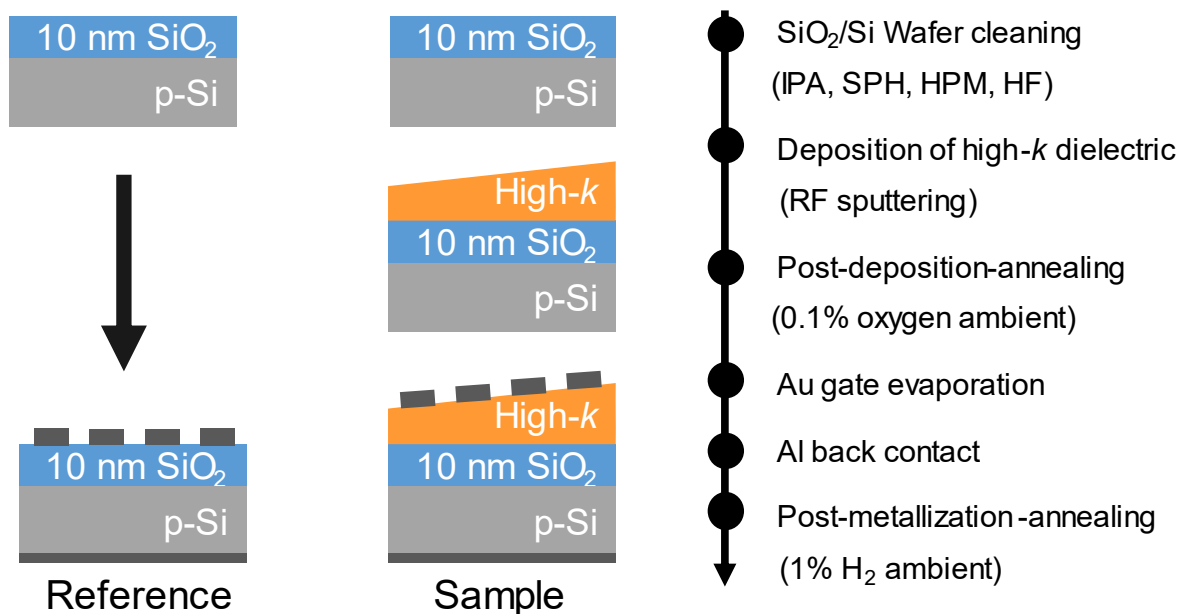 10 nm SiO₂
p-Si
10 nm SiO₂
p-Si
Reference
10 nm SiO₂
p-Si
High-k
10 nm SiO₂
p-Si
High-k
10 nm SiO₂
p-Si
Sample
SiO₂/Si Wafer cleaning
(IPA, SPH, HPM, HF)
Deposition of high-k dielectric
(RF sputtering)
Post-deposition-annealing
(0.1% oxygen ambient)
Au gate evaporation
Al back contact
Post-metallization-annealing
(1% H₂ ambient)